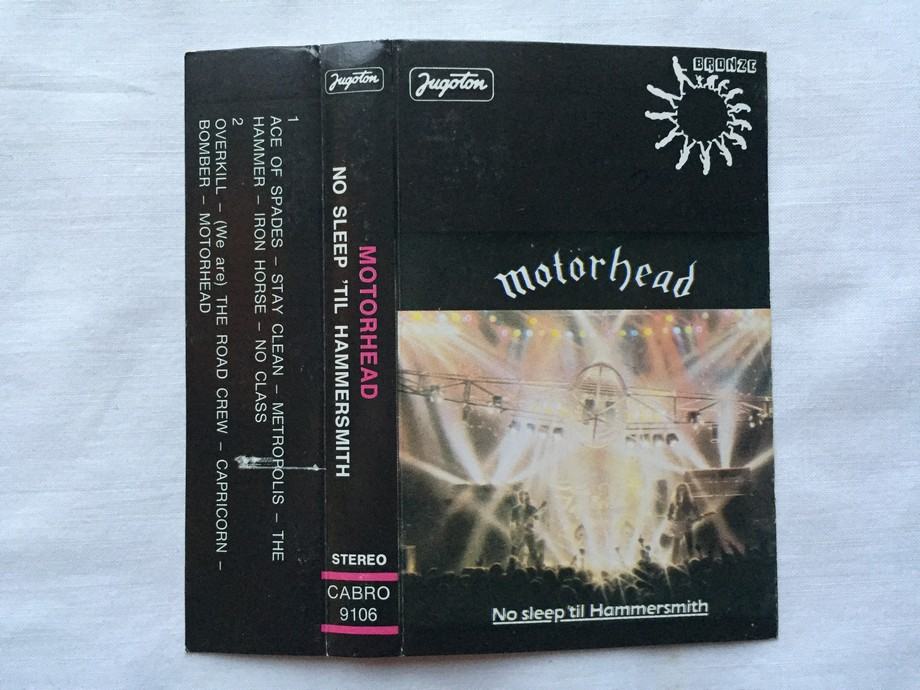 1
ACE OF SPADES – STAY CLEAN – METROPOLIS – THE
HAMMER – IRON HORSE – NO CLASS
2
OVERKILL – (We are) THE ROAD CREW – CAPRICORN –
BOMBER – MOTORHEAD
Jugoton
MOTORHEAD
NO SLEEP 'TIL HAMMERSMITH
STEREO
CABRO
9106
Jugoton
BRONZE
motörhead
No sleep 'til Hammersmith